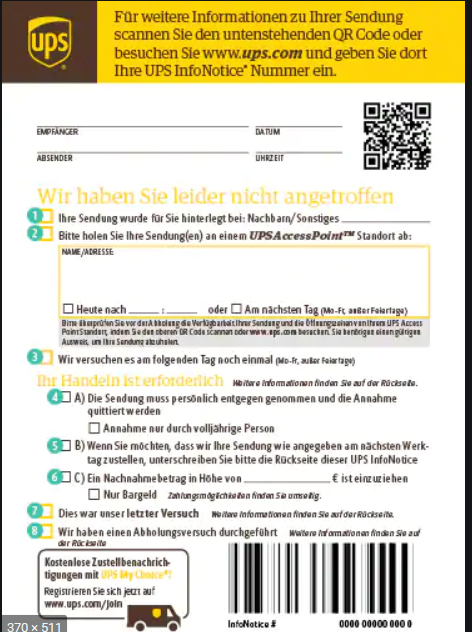 ups
Für weitere Informationen zu Ihrer Sendung
scannen Sie den untenstehenden QR Code oder
besuchen Sie www.ups.com und geben Sie dort
Ihre UPS InfoNotice® Nummer ein.
EMPFÄNGER
DATUM
ABSENDER
UHRZEIT
Wir haben Sie leider nicht angetroffen
1 Ihre Sendung wurde für Sie hinterlegt bei: Nachbarn/Sonstiges
2 Bitte holen Sie Ihre Sendung(en) an einem UPS Access Point™ Standort ab:
NAME/ADRESSE:
Heute nach ____ : ____ oder Am nächsten Tag (Mo-Fr, außer Feiertage)
Bitte überprüfen Sie vor der Abholung die Verfügbarkeit Ihrer Sendung und die Öffnungszeiten von Ihrem UPS Access
Point Standort, indem Sie den oberen QR Code scannen oder www.ups.com besuchen. Sie benötigen einen gültigen
Ausweis, um Ihre Sendung abzuholen.
3 Wir versuchen es am folgenden Tag noch einmal (Mo-Fr, außer Feiertage)
Ihr Handeln ist erforderlich Weitere Informationen finden Sie auf der Rückseite.
4 A) Die Sendung muss persönlich entgegen genommen und die Annahme
quittiert werden
Annahme nur durch volljährige Person
5 B) Wenn Sie möchten, dass wir Ihre Sendung wie angegeben am nächsten Werk-
tag zustellen, unterschreiben Sie bitte die Rückseite dieser UPS InfoNotice
6 C) Ein Nachnahmebetrag in Höhe von ____ € ist einzuziehen
Nur Bargeld Zahlungsmöglichkeiten finden Sie umseitig.
7 Dies war unser letzter Versuch Weitere Informationen finden Sie auf der Rückseite.
8 Wir haben einen Abholungsversuch durchgeführt Weitere Informationen finden Sie auf
der Rückseite
Kostenlose Zustellbenachrich-
tigungen mit UPS My Choice®!
Registrieren Sie sich jetzt auf
www.ups.com/join
InfoNotice # 0000 00000 000 0
370 × 511